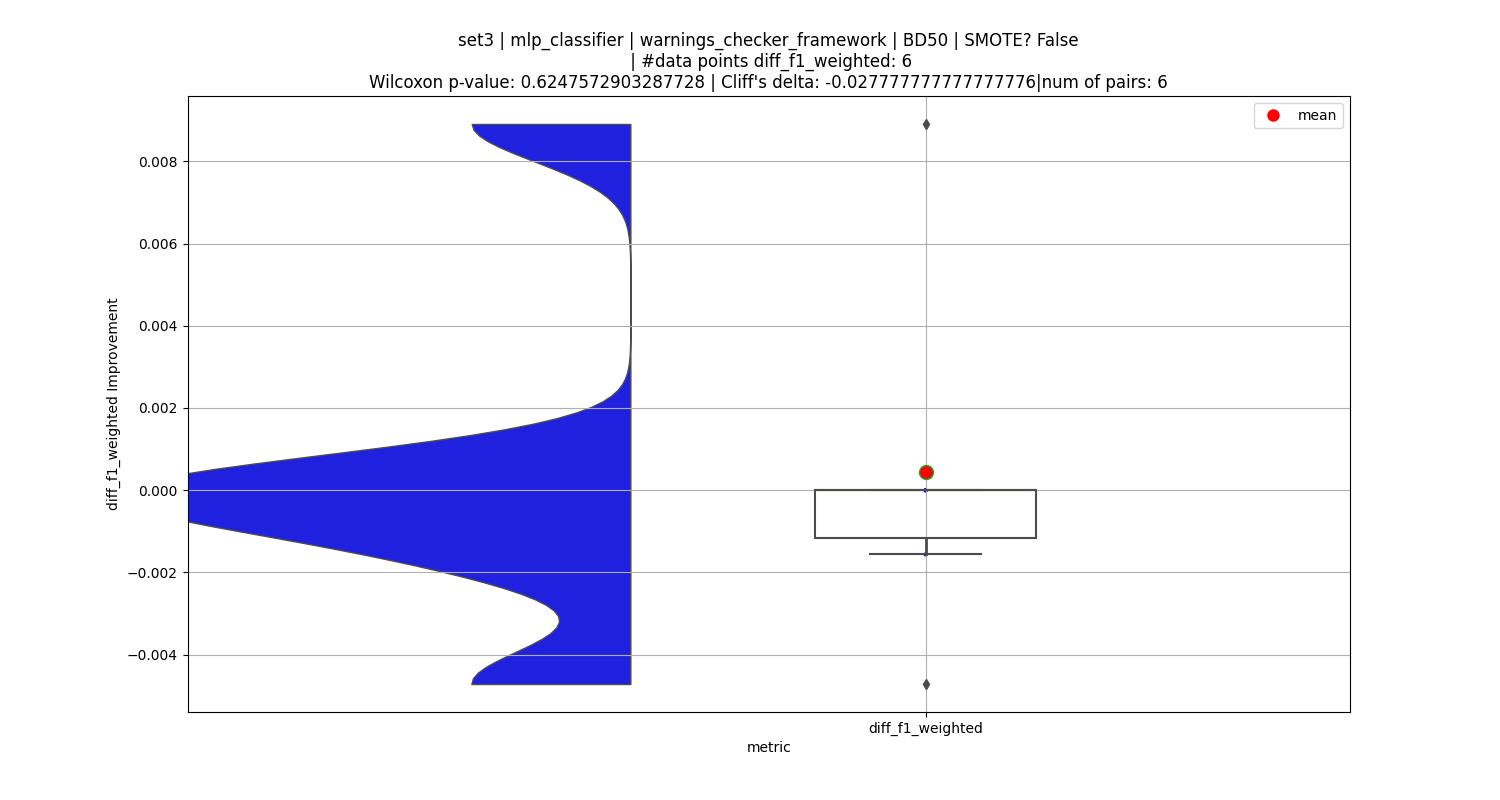 set3 | mlp_classifier | warnings_checker_framework | BD50 | SMOTE? False
| #data points diff_f1_weighted: 6
Wilcoxon p-value: 0.6247572903287728 | Cliff's delta: -0.027777777777777776|num of pairs: 6
mean
0.008
0.006
0.004
0.002
0.000
−0.002
−0.004
diff_f1_weighted Improvement
diff_f1_weighted
metric